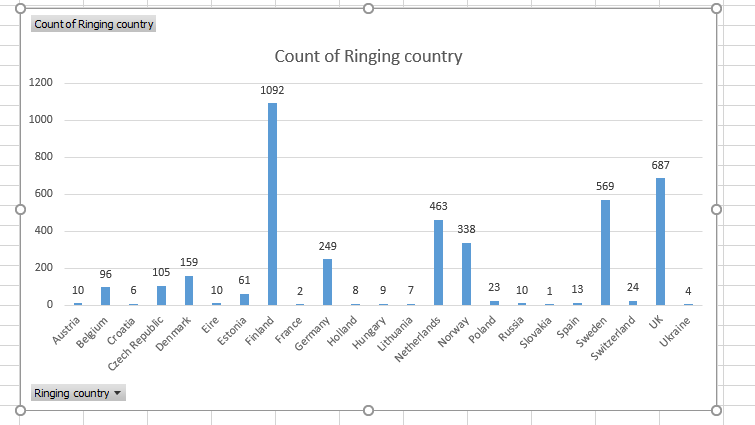 Count of Ringing country
Count of Ringing country
1200
1000
800
600
400
200
0
10
96
6
105
159
10
61
1092
2
249
8
9
7
463
338
23
10
1
13
569
24
687
4
Austria
Belgium
Croatia
Czech Republic
Denmark
Eire
Estonia
Finland
France
Germany
Holland
Hungary
Lithuania
Netherlands
Norway
Poland
Russia
Slovakia
Spain
Sweden
Switzerland
UK
Ukraine
Ringing country